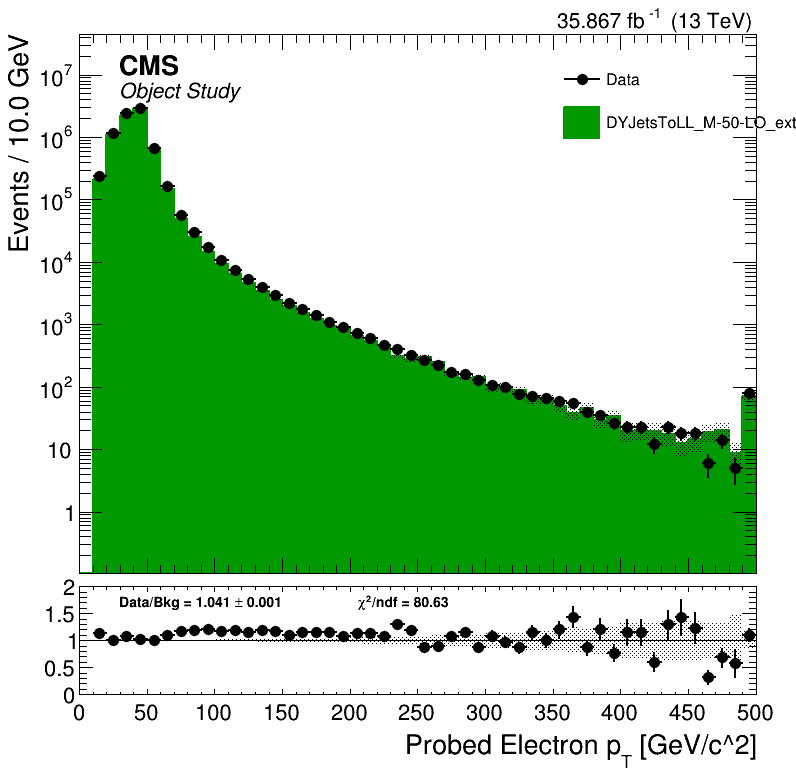 35.867 fb⁻¹ (13 TeV)
CMS
Object Study
Data
DYJetsToLL_M-50-LO_ext
Events / 10.0 GeV
10⁷
10⁶
10⁵
10⁴
10³
10²
10
1
Data/Bkg = 1.041 ± 0.001 χ²/ndf = 80.63
2
1.5
1
0.5
0
0 50 100 150 200 250 300 350 400 450 500
Probed Electron p_T [GeV/c^2]